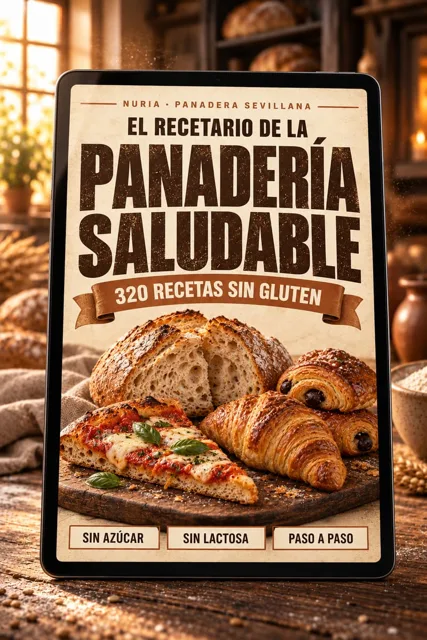 NURIA · PANADERA SEVILLANA
EL RECETARIO DE LA
PANADERÍA
SALUDABLE
320 RECETAS SIN GLUTEN
SIN AZÚCAR
SIN LACTOSA
PASO A PASO